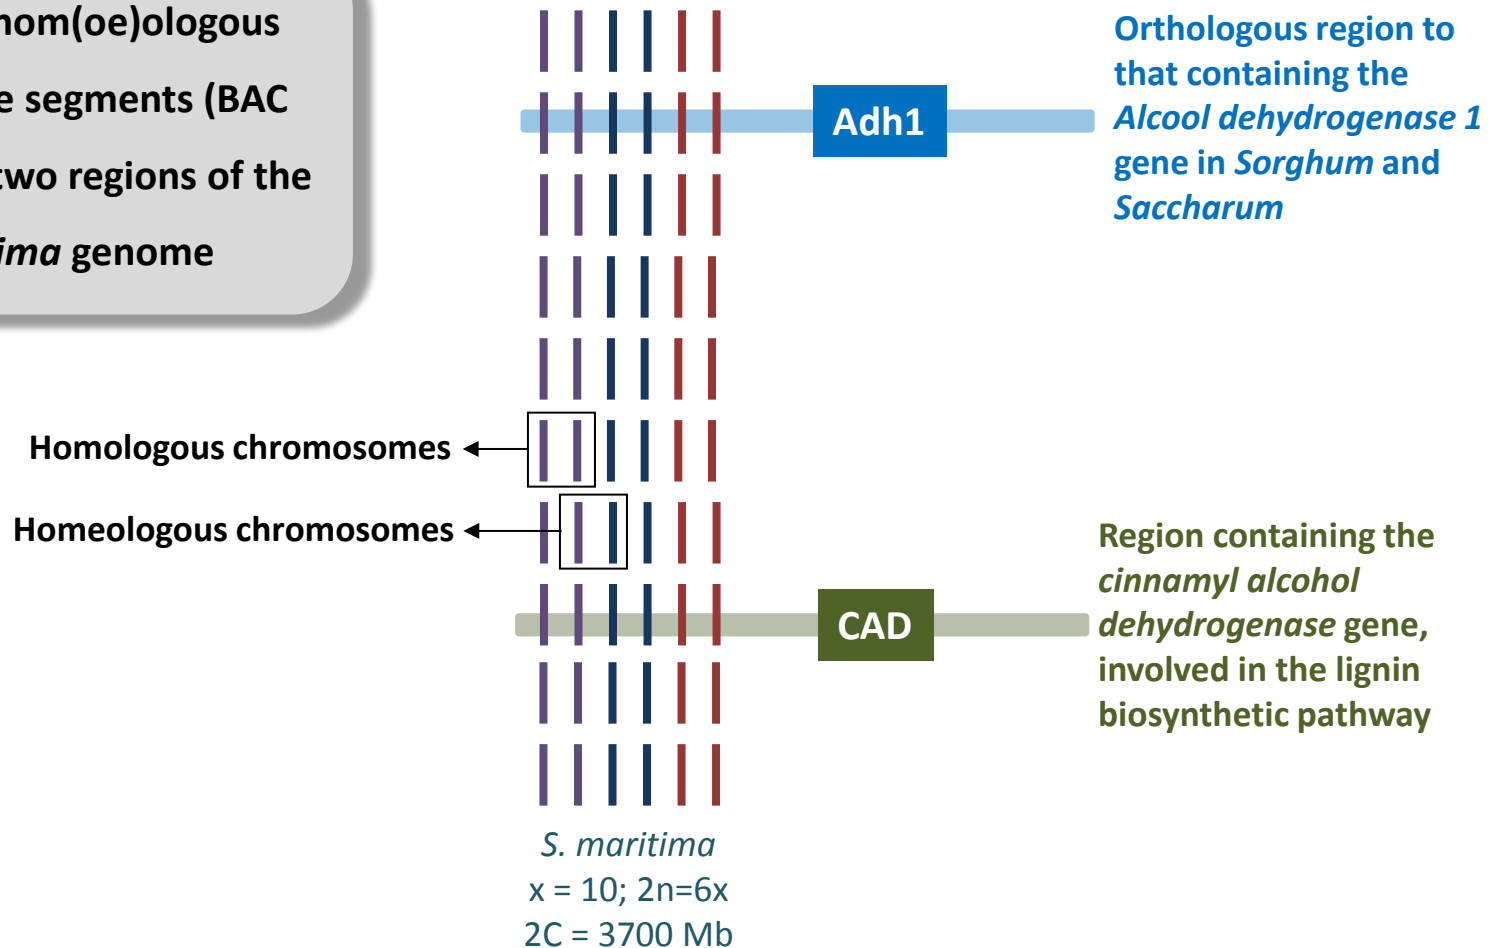 hom(oe)ologous
e segments (BAC
two regions of the
ima genome
Adh1
Orthologous region to
that containing the
Alcool dehydrogenase 1
gene in Sorghum and
Saccharum
Homologous chromosomes
Homeologous chromosomes
CAD
Region containing the
cinnamyl alcohol
dehydrogenase gene,
involved in the lignin
biosynthetic pathway
S. maritima
x = 10; 2n=6x
2C = 3700 Mb